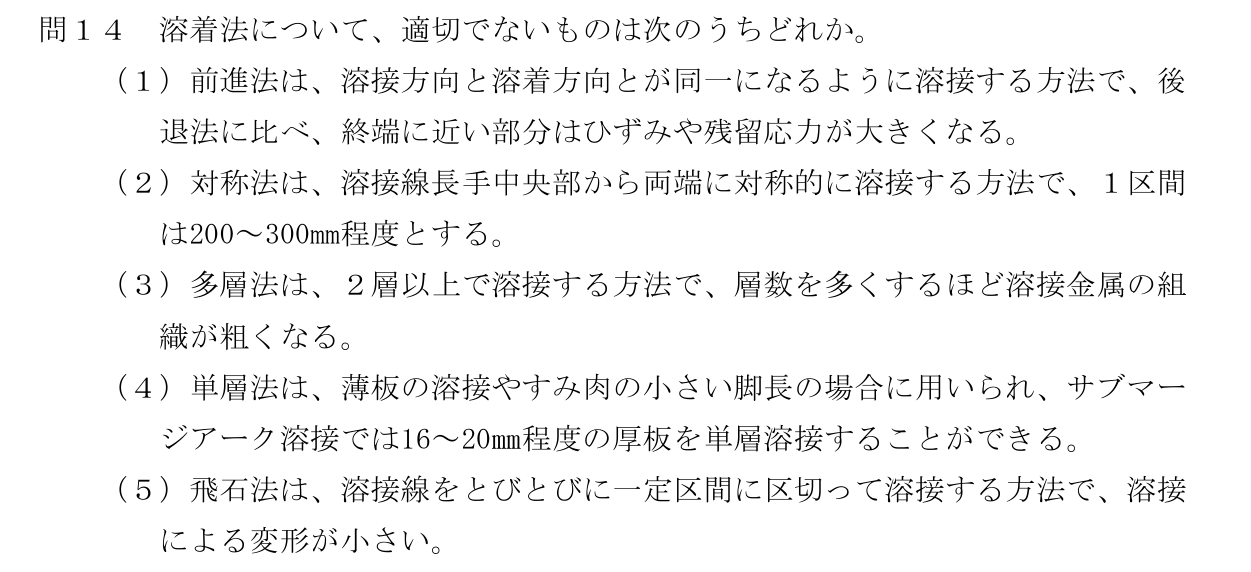 問１４　溶着法について、適切でないものは次のうちどれか。
（１）前進法は、溶接方向と溶着方向とが同一になるように溶接する方法で、後
退法に比べ、終端に近い部分はひずみや残留応力が大きくなる。
（２）対称法は、溶接線長手中央部から両端に対称的に溶接する方法で、１区間
は200～300㎜程度とする。
（３）多層法は、２層以上で溶接する方法で、層数を多くするほど溶接金属の組
織が粗くなる。
（４）単層法は、薄板の溶接やすみ肉の小さい脚長の場合に用いられ、サブマー
ジアーク溶接では16～20㎜程度の厚板を単層溶接することができる。
（５）飛石法は、溶接線をとびとびに一定区間に区切って溶接する方法で、溶接
による変形が小さい。